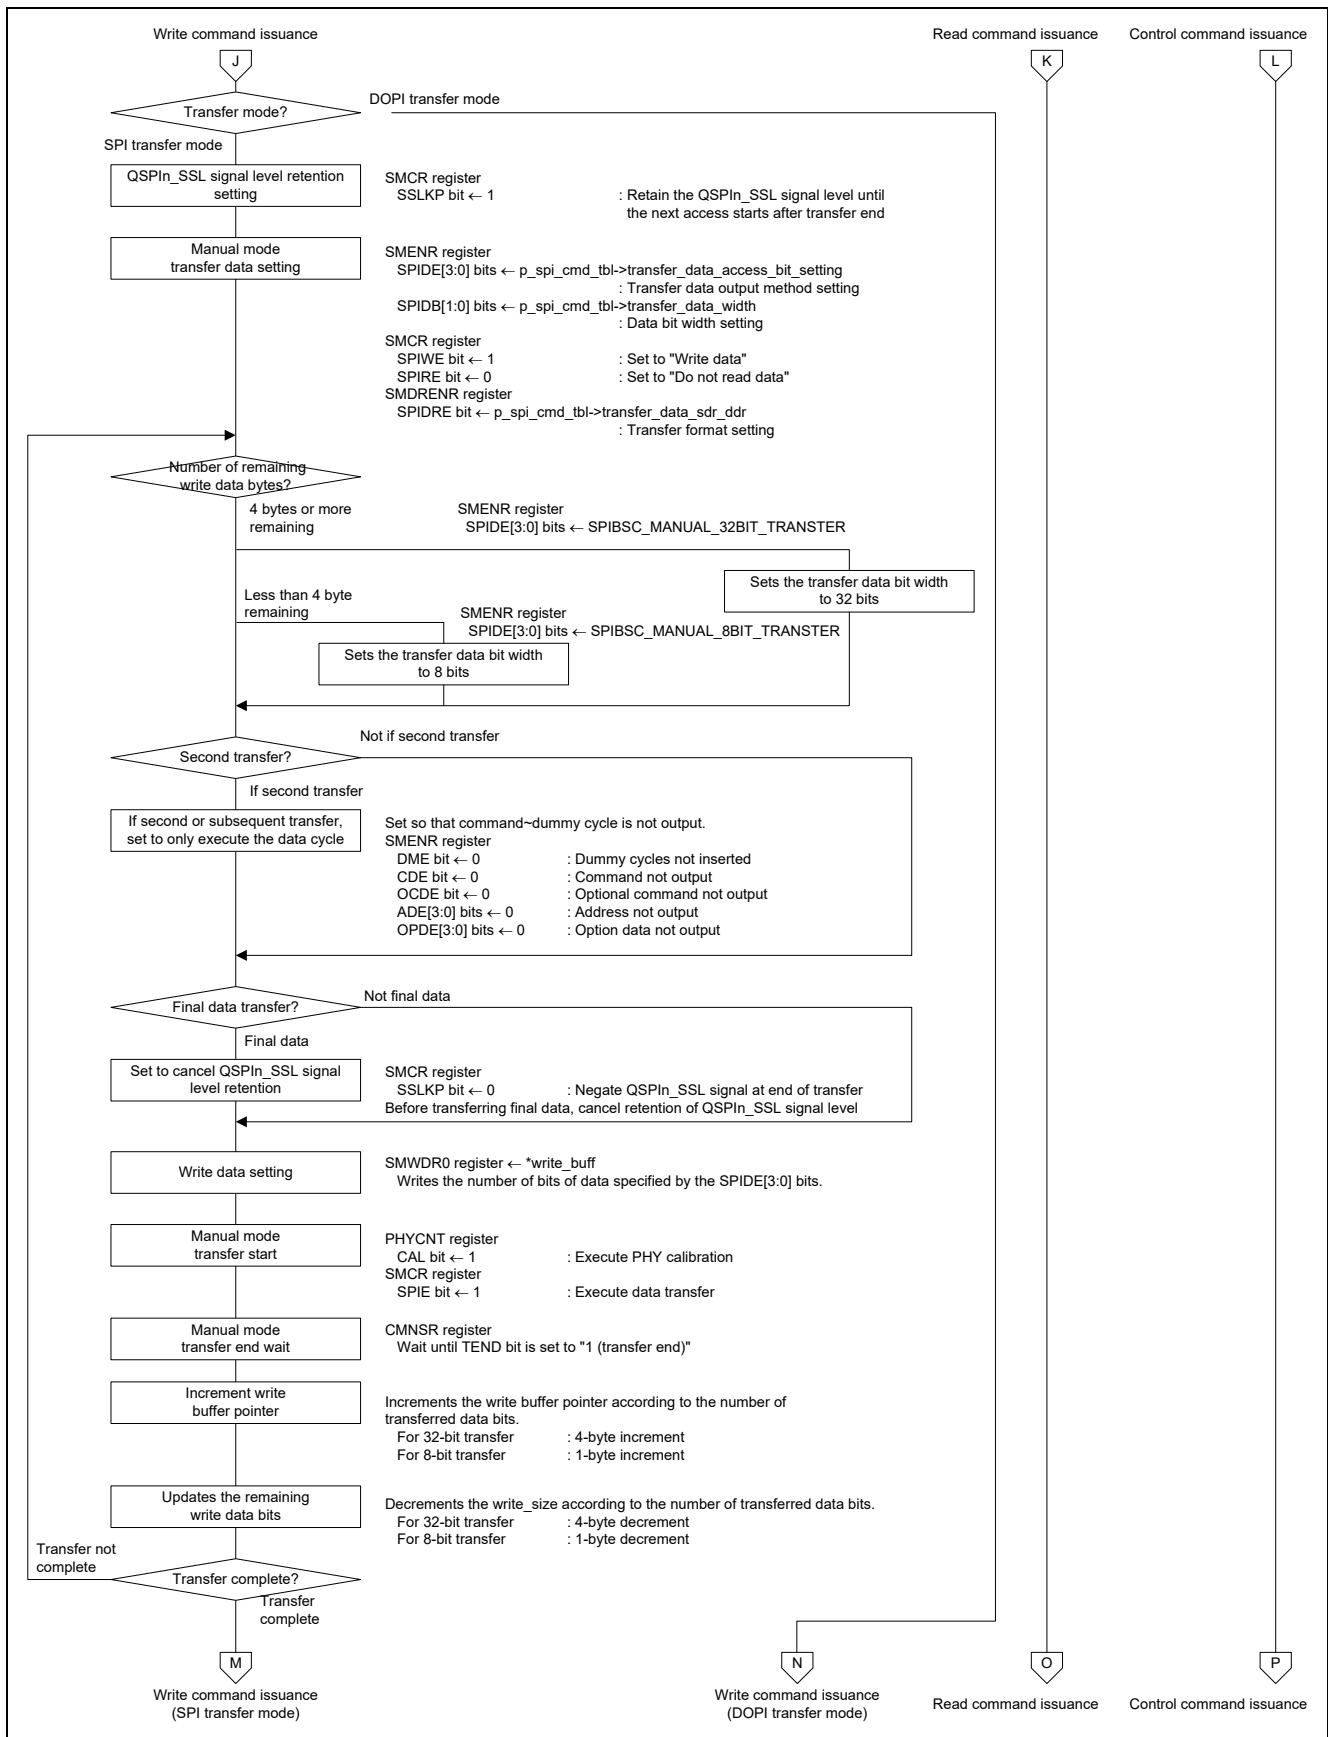 Write command issuance
Read command issuance
Control command issuance
J
K
L
Transfer mode?
DOPI transfer mode
SPI transfer mode
QSPIn_SSL signal level retention
setting
SMCR register
SSLKP bit ← 1 : Retain the QSPIn_SSL signal level until
the next access starts after transfer end
Manual mode
transfer data setting
SMENR register
SPIDE[3:0] bits ← p_spi_cmd_tbl->transfer_data_access_bit_setting
: Transfer data output method setting
SPIDB[1:0] bits ← p_spi_cmd_tbl->transfer_data_width
: Data bit width setting
SMCR register
SPIWE bit ← 1 : Set to "Write data"
SPIRE bit ← 0 : Set to "Do not read data"
SMDRENR register
SPIDRE bit ← p_spi_cmd_tbl->transfer_data_sdr_ddr
: Transfer format setting
Number of remaining
write data bytes?
4 bytes or more
remaining
SMENR register
SPIDE[3:0] bits ← SPIBSC_MANUAL_32BIT_TRANSTER
Sets the transfer data bit width
to 32 bits
Less than 4 byte
remaining
SMENR register
SPIDE[3:0] bits ← SPIBSC_MANUAL_8BIT_TRANSTER
Sets the transfer data bit width
to 8 bits
Second transfer?
Not if second transfer
If second transfer
If second or subsequent transfer,
set to only execute the data cycle
Set so that command~dummy cycle is not output.
SMENR register
DME bit ← 0 : Dummy cycles not inserted
CDE bit ← 0 : Command not output
OCDE bit ← 0 : Optional command not output
ADE[3:0] bits ← 0 : Address not output
OPDE[3:0] bits ← 0 : Option data not output
Final data transfer?
Not final data
Final data
Set to cancel QSPIn_SSL signal
level retention
SMCR register
SSLKP bit ← 0 : Negate QSPIn_SSL signal at end of transfer
Before transferring final data, cancel retention of QSPIn_SSL signal level
Write data setting
SMWDR0 register ← *write_buff
Writes the number of bits of data specified by the SPIDE[3:0] bits.
Manual mode
transfer start
PHYCNT register
CAL bit ← 1 : Execute PHY calibration
SMCR register
SPIE bit ← 1 : Execute data transfer
Manual mode
transfer end wait
CMNSR register
Wait until TEND bit is set to "1 (transfer end)"
Increment write
buffer pointer
Increments the write buffer pointer according to the number of
transferred data bits.
For 32-bit transfer : 4-byte increment
For 8-bit transfer : 1-byte increment
Updates the remaining
write data bits
Decrements the write_size according to the number of transferred data bits.
For 32-bit transfer : 4-byte decrement
For 8-bit transfer : 1-byte decrement
Transfer not
complete
Transfer complete?
Transfer
complete
M
N
O
P
Write command issuance
(SPI transfer mode)
Write command issuance
(DOPI transfer mode)
Read command issuance
Control command issuance